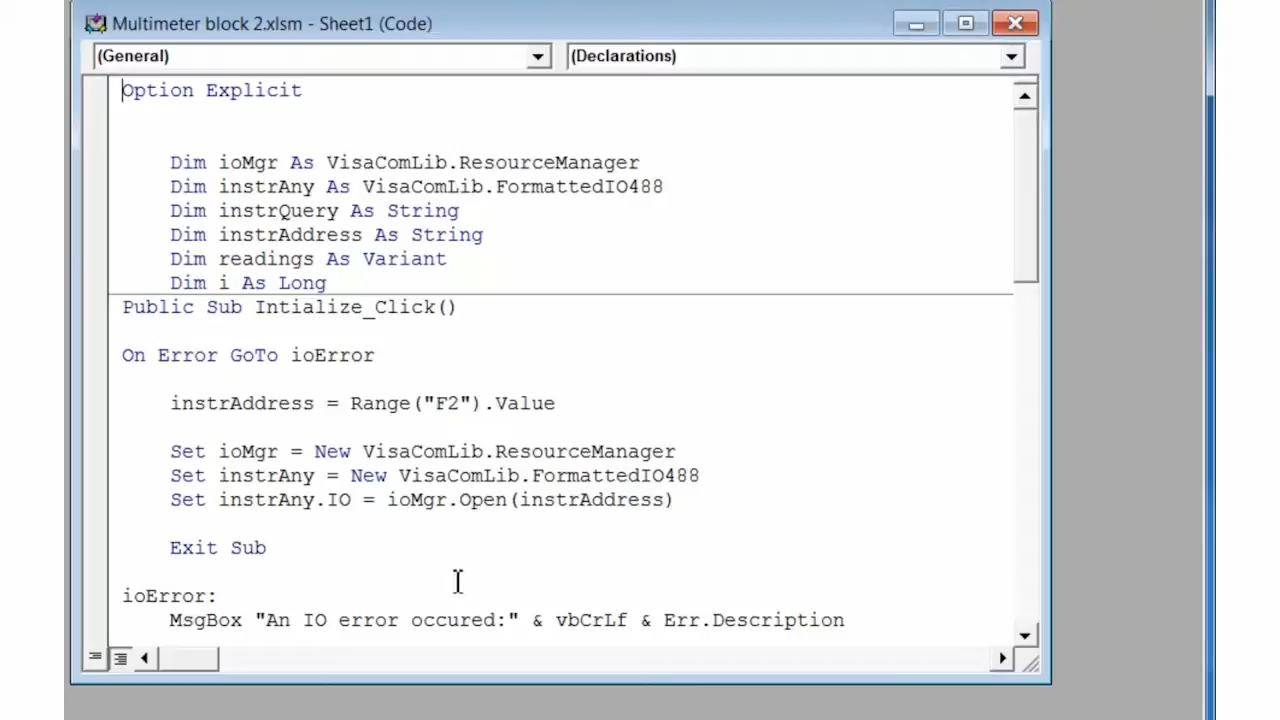 Multimeter block 2.xlsm - Sheet1 (Code)
(General) (Declarations)
Option Explicit
Dim ioMgr As VisaComLib.ResourceManager
Dim instrAny As VisaComLib.FormattedIO488
Dim instrQuery As String
Dim instrAddress As String
Dim readings As Variant
Dim i As Long
Public Sub Intialize_Click()
On Error GoTo ioError
instrAddress = Range("F2").Value
Set ioMgr = New VisaComLib.ResourceManager
Set instrAny = New VisaComLib.FormattedIO488
Set instrAny.IO = ioMgr.Open(instrAddress)
Exit Sub
ioError:
MsgBox "An IO error occured:" & vbCrLf & Err.Description